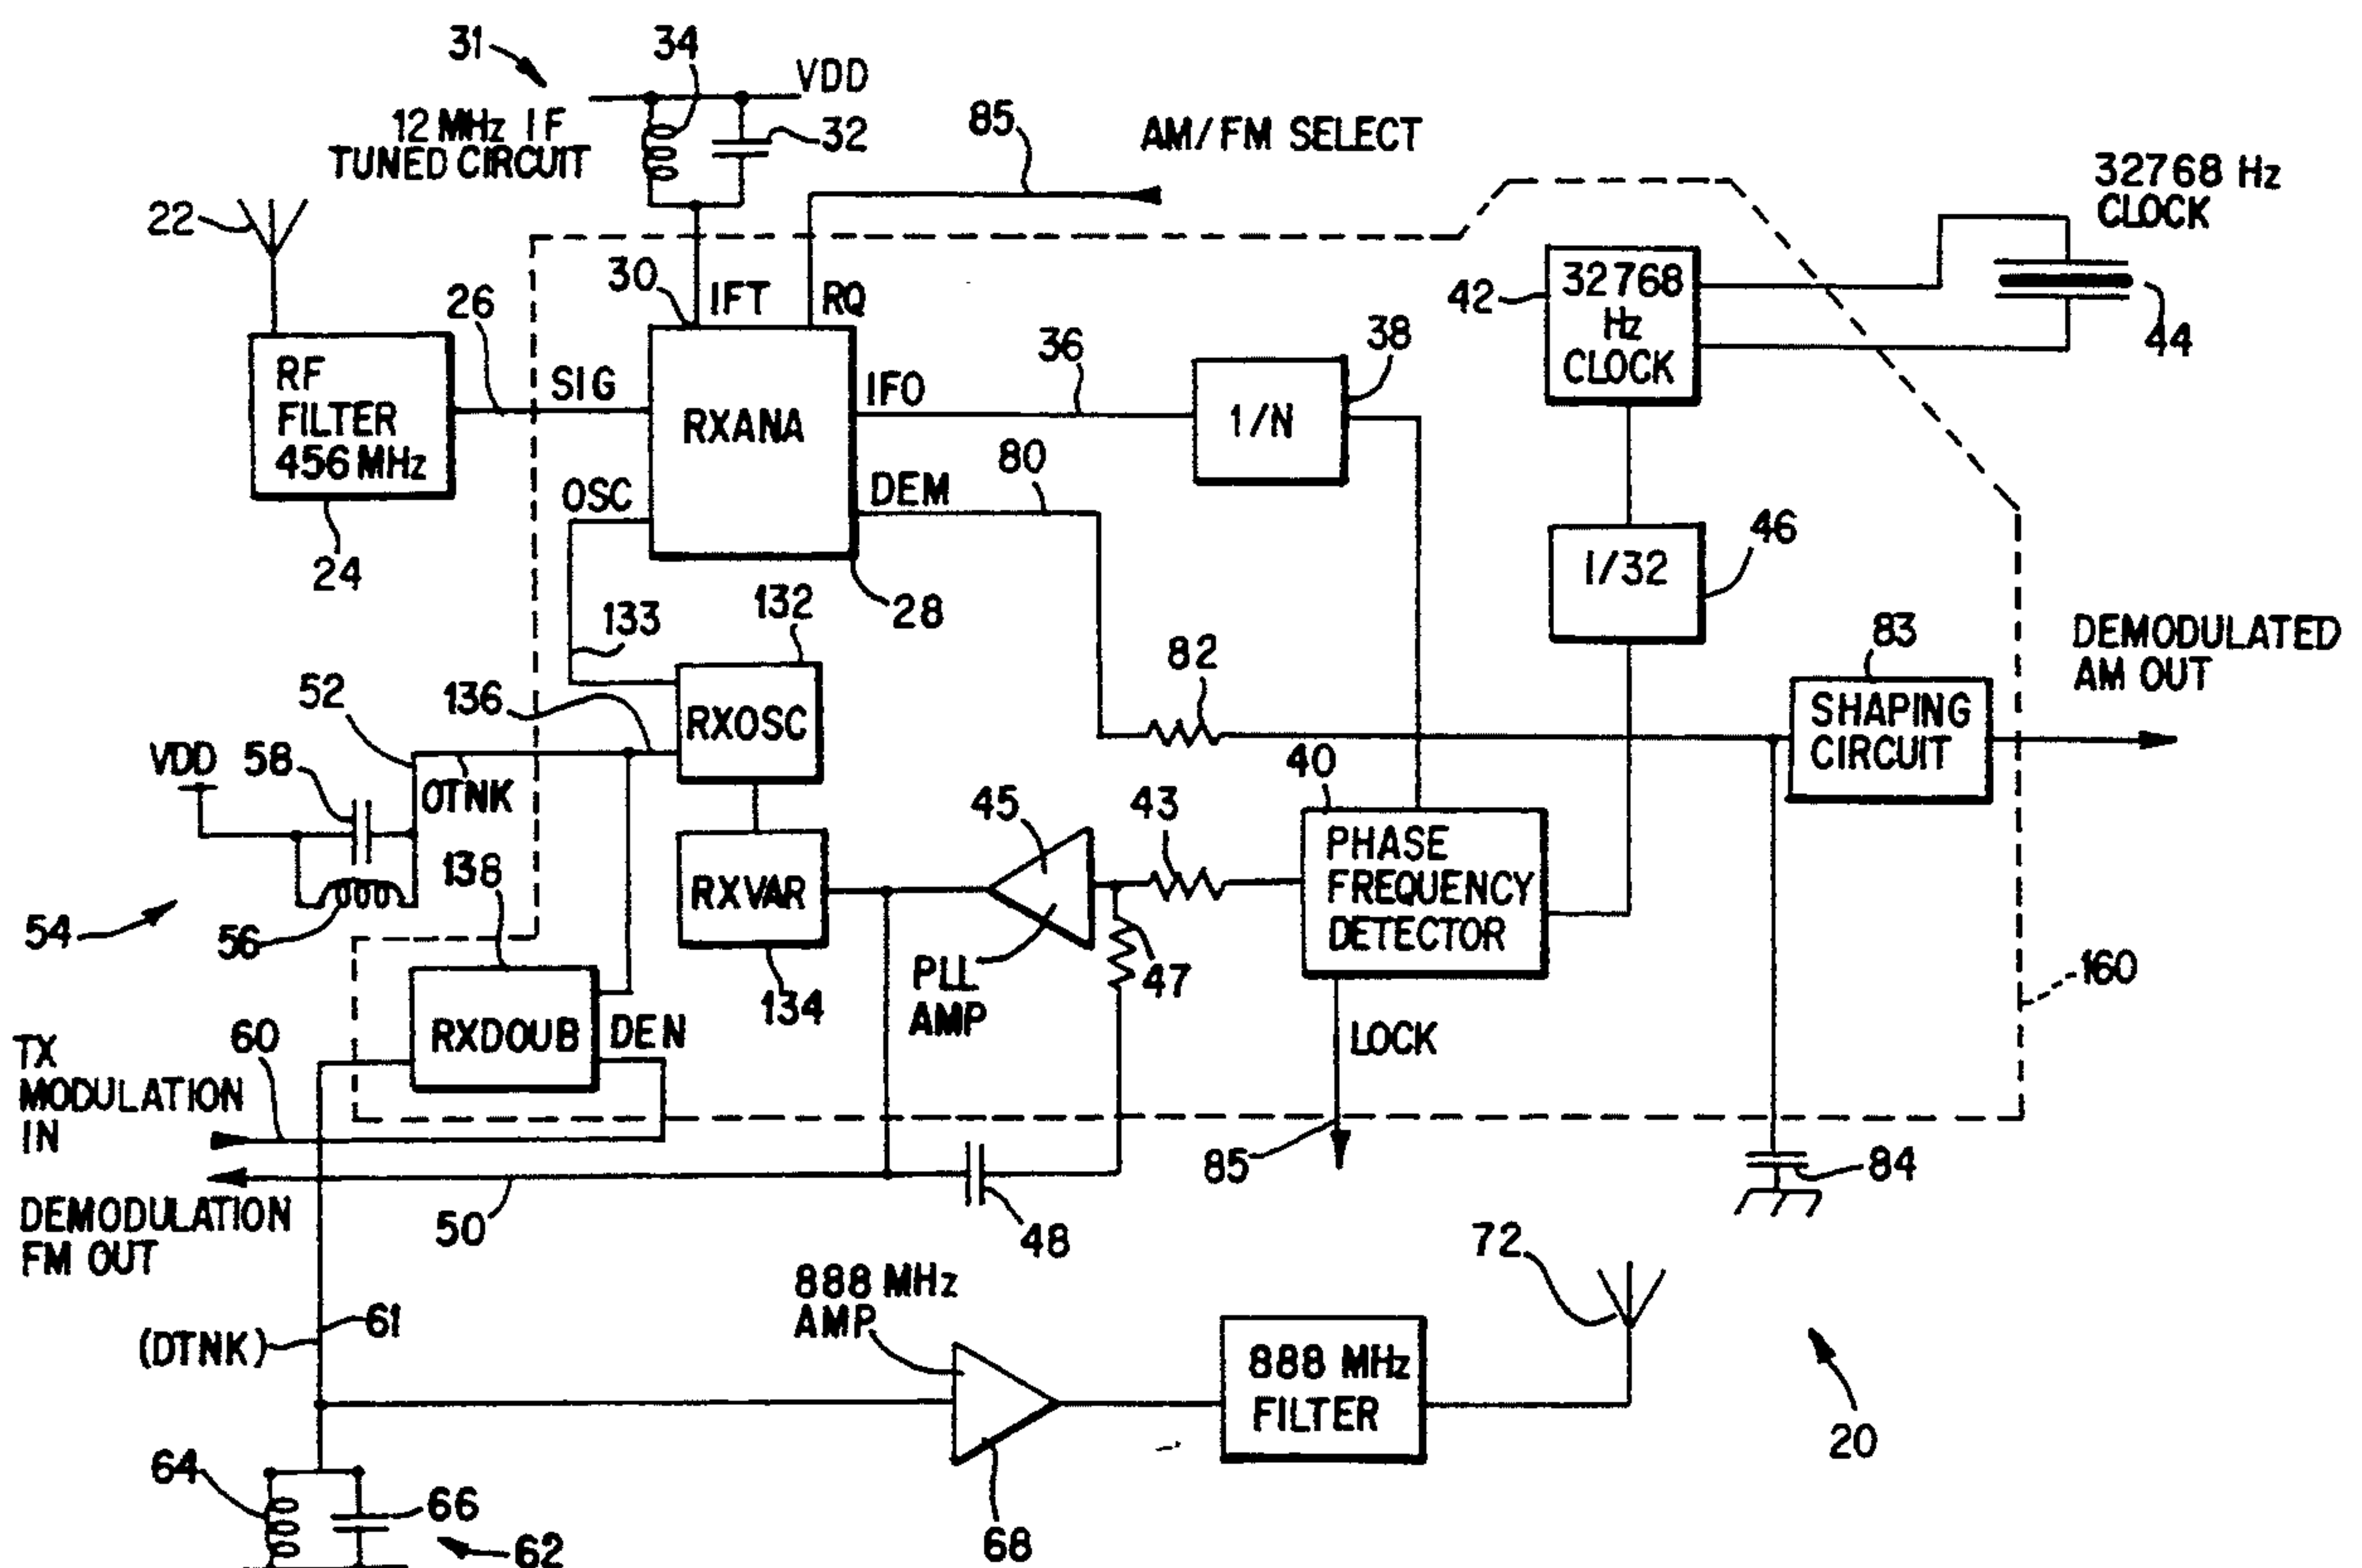 31
34
VDD
12 MHz IF
TUNED CIRCUIT
32
85
AM/FM SELECT
32768 Hz
CLOCK
22
30
IFT
RQ
42
32768
Hz
CLOCK
44
26
36
38
RF
FILTER
456 MHz
SIG
RXANA
IFO
1/N
80
DEM
OSC
24
28
1/32
46
133
132
82
83
DEMODULATED
AM OUT
52
136
RXOSC
SHAPING
CIRCUIT
VDD
58
OTNK
45
43
40
138
RXVAR
PHASE
FREQUENCY
DETECTOR
54
56
134
PLL
AMP
47
160
RXDOUB
DEN
LOCK
60
TX
MODULATION
IN
85
84
DEMODULATION
FM OUT
50
48
72
888 MHz
AMP
(DTNK)
61
888 MHz
FILTER
20
64
66
62
68